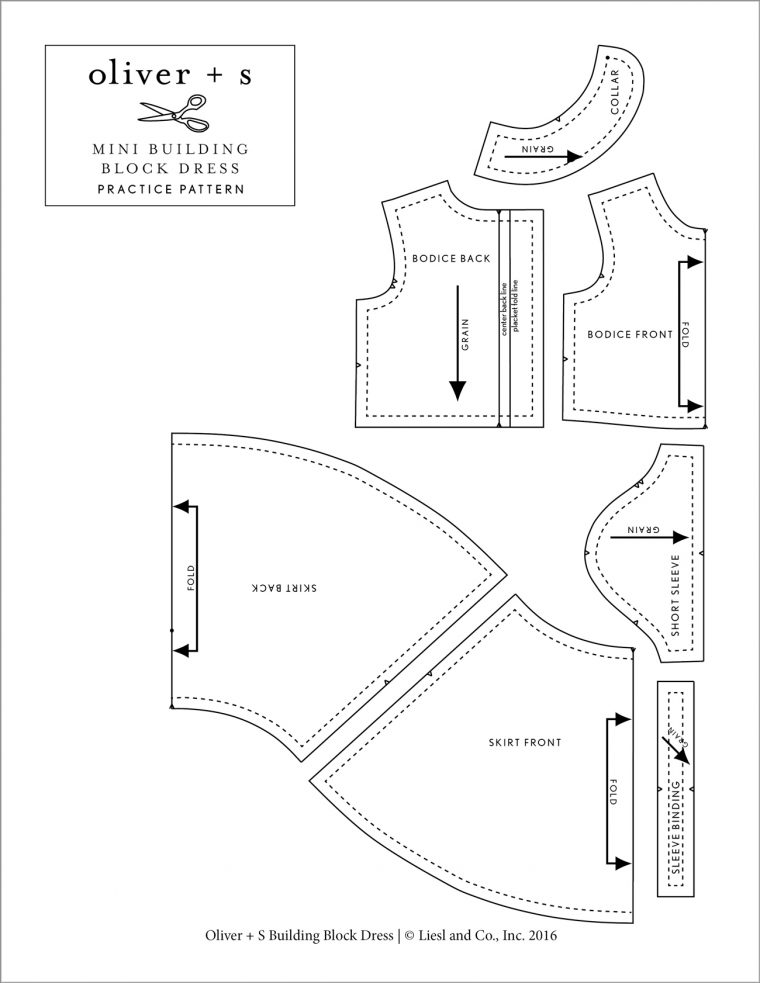 oliver + s
MINI BUILDING
BLOCK DRESS
PRACTICE PATTERN
COLLAR
GRAIN
BODICE BACK
GRAIN
center back line
placket fold line
BODICE FRONT
FOLD
GRAIN
SHORT SLEEVE
FOLD
SKIRT BACK
SKIRT FRONT
FOLD
GRAIN
SLEEVE BINDING
Oliver + S Building Block Dress | © Liesl and Co., Inc. 2016